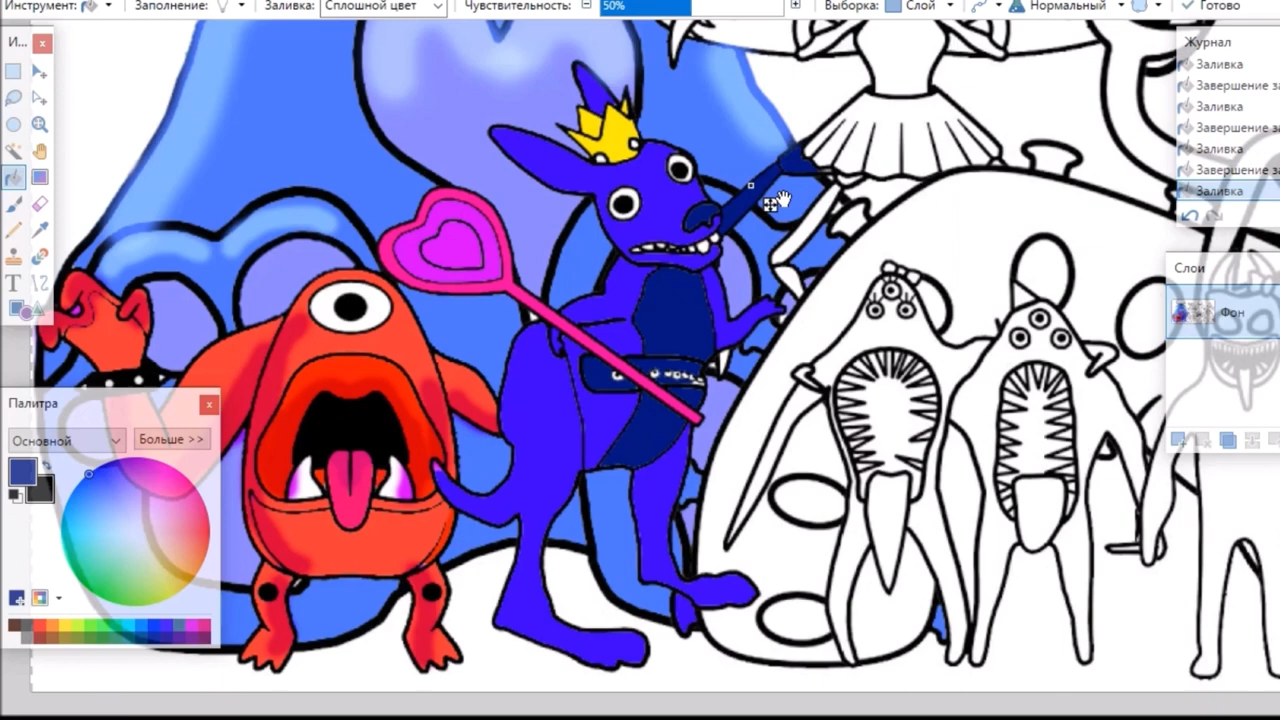 Инструмент:
Заполнение:
Заливка: Сплошной цвет
Чувствительность: 50%
Выборка: Слой
Нормальный
Готово
И...
Журнал
Заливка
Завершение за
Заливка
Завершение за
Заливка
Завершение за
Заливка
Слои
Фон
Палитра
Основной
Больше >>